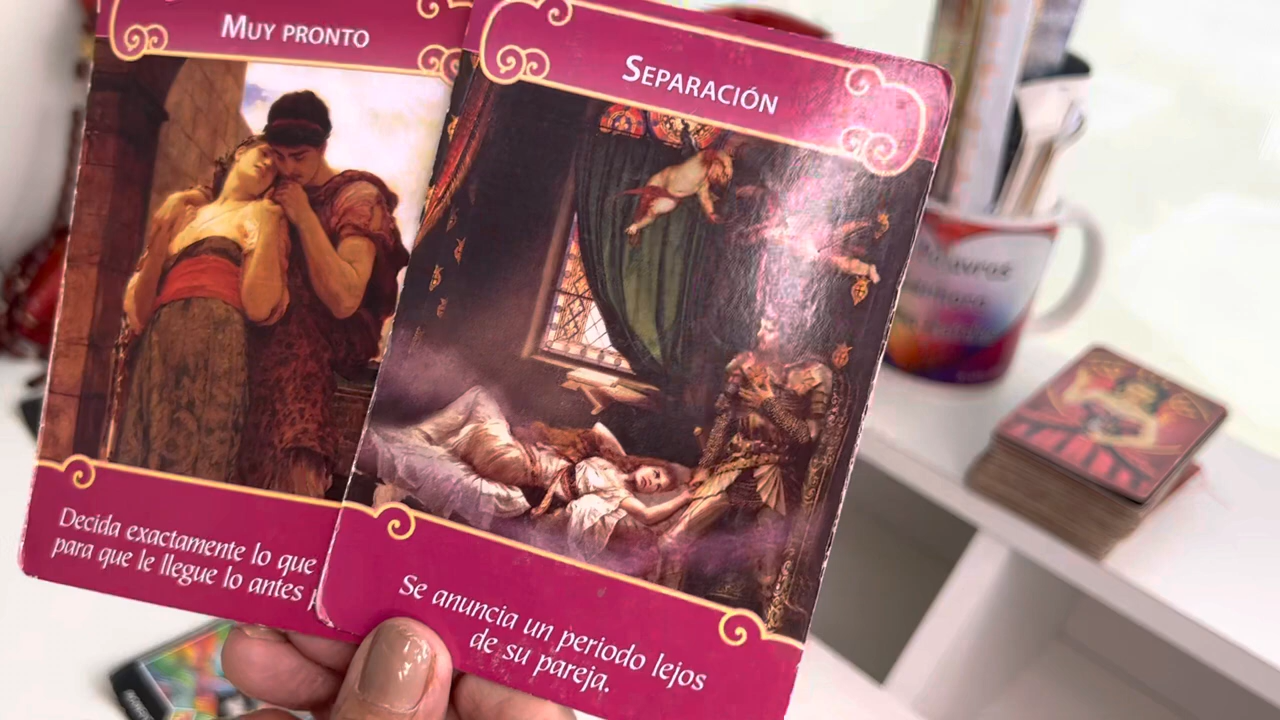 MUY PRONTO
Decida exactamente lo que
para que le llegue lo antes
SEPARACIÓN
Se anuncia un periodo lejos
de su pareja.